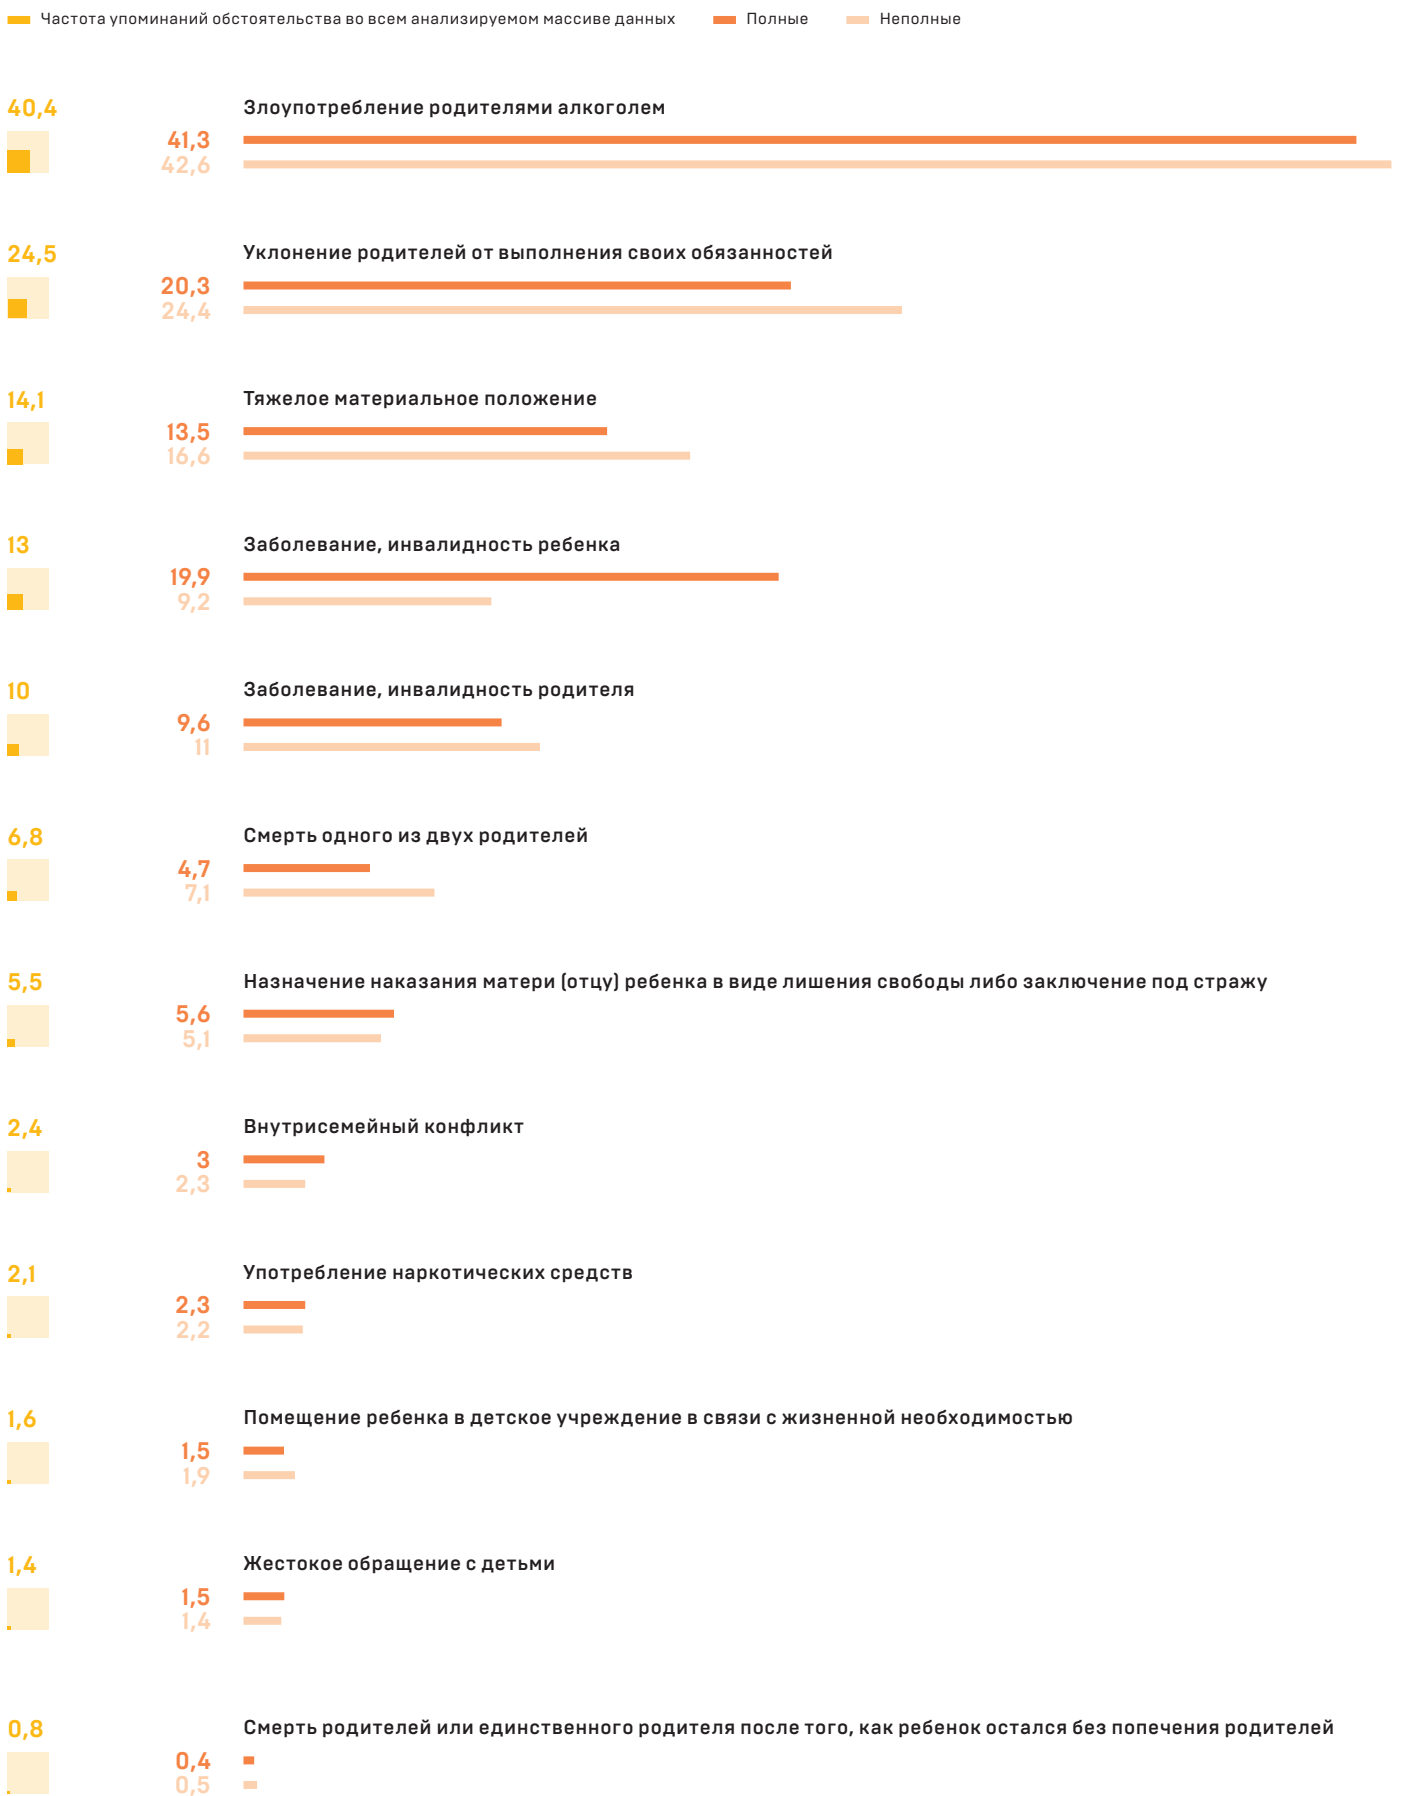 Частота упоминаний обстоятельства во всем анализируемом массиве данных Полные Неполные
40,4 Злоупотребление родителями алкоголем
41,3
42,6
24,5 Уклонение родителей от выполнения своих обязанностей
20,3
24,4
14,1 Тяжелое материальное положение
13,5
16,6
13 Заболевание, инвалидность ребенка
19,9
9,2
10 Заболевание, инвалидность родителя
9,6
11
6,8 Смерть одного из двух родителей
4,7
7,1
5,5 Назначение наказания матери (отцу) ребенка в виде лишения свободы либо заключение под стражу
5,6
5,1
2,4 Внутрисемейный конфликт
3
2,3
2,1 Употребление наркотических средств
2,3
2,2
1,6 Помещение ребенка в детское учреждение в связи с жизненной необходимостью
1,5
1,9
1,4 Жестокое обращение с детьми
1,5
1,4
0,8 Смерть родителей или единственного родителя после того, как ребенок остался без попечения родителей
0,4
0,5